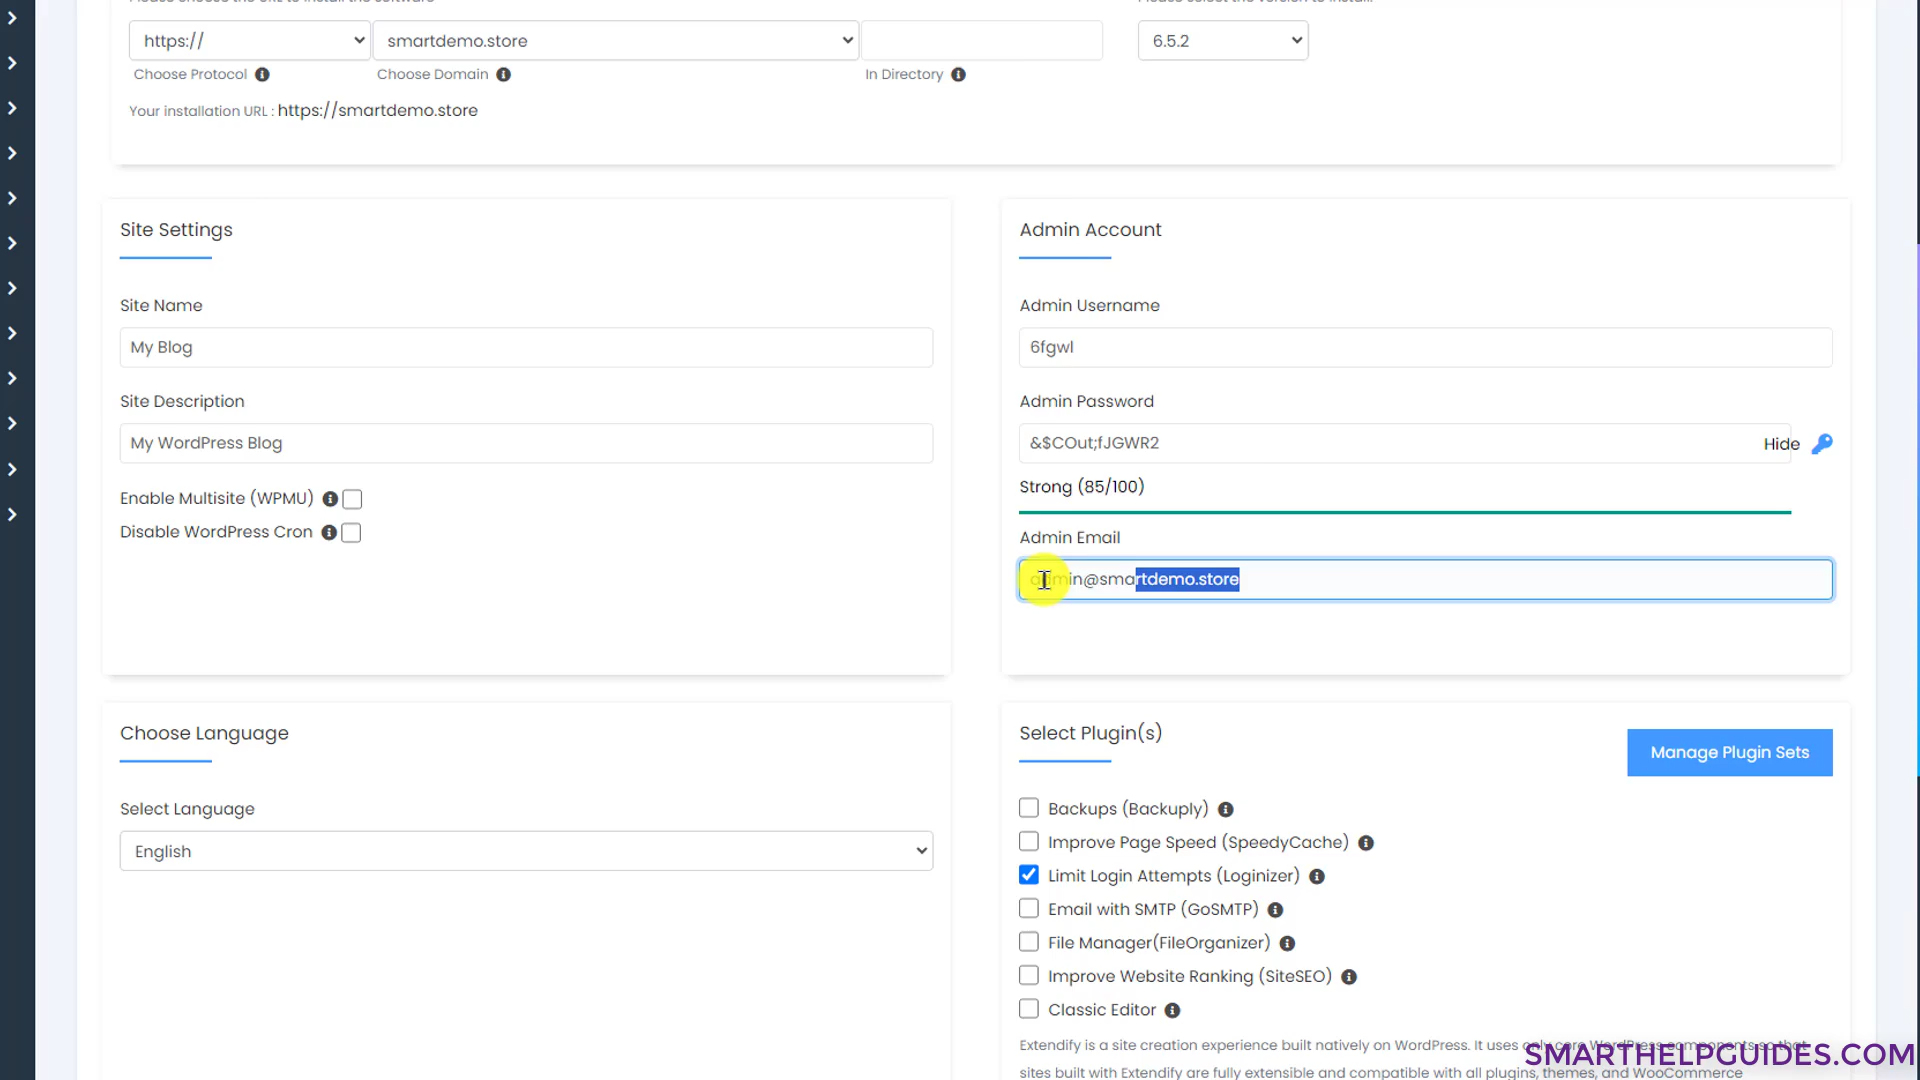 https://
smartdemo.store
6.5.2
Choose Protocol
Choose Domain
In Directory
Your installation URL : https://smartdemo.store
Site Settings
Site Name
My Blog
Site Description
My WordPress Blog
Enable Multisite (WPMU)
Disable WordPress Cron
Admin Account
Admin Username
6fgwl
Admin Password
&$COut;fJGWR2
Hide
Strong (85/100)
Admin Email
admin@smartdemo.store
Choose Language
Select Language
English
Select Plugin(s)
Manage Plugin Sets
Backups (Backuply)
Improve Page Speed (SpeedyCache)
Limit Login Attempts (Loginizer)
Email with SMTP (GoSMTP)
File Manager(FileOrganizer)
Improve Website Ranking (SiteSEO)
Classic Editor
Extendify is a site creation experience built natively on WordPress. It uses only core WordPress components so that
sites built with Extendify are fully extensible and compatible with all plugins, themes, and WooCommerce
SMARTHELPGUIDES.COM